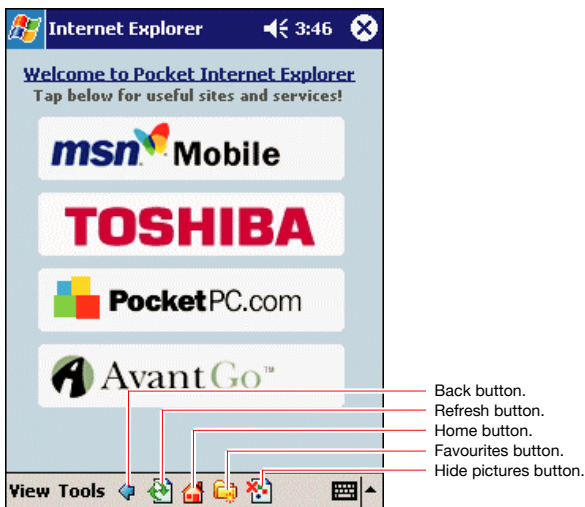 Internet Explorer 3:46
Welcome to Pocket Internet Explorer
Tap below for useful sites and services!
msn Mobile
TOSHIBA
PocketPC.com
AvantGo™
Back button.
Refresh button.
Home button.
Favourites button.
Hide pictures button.
View Tools